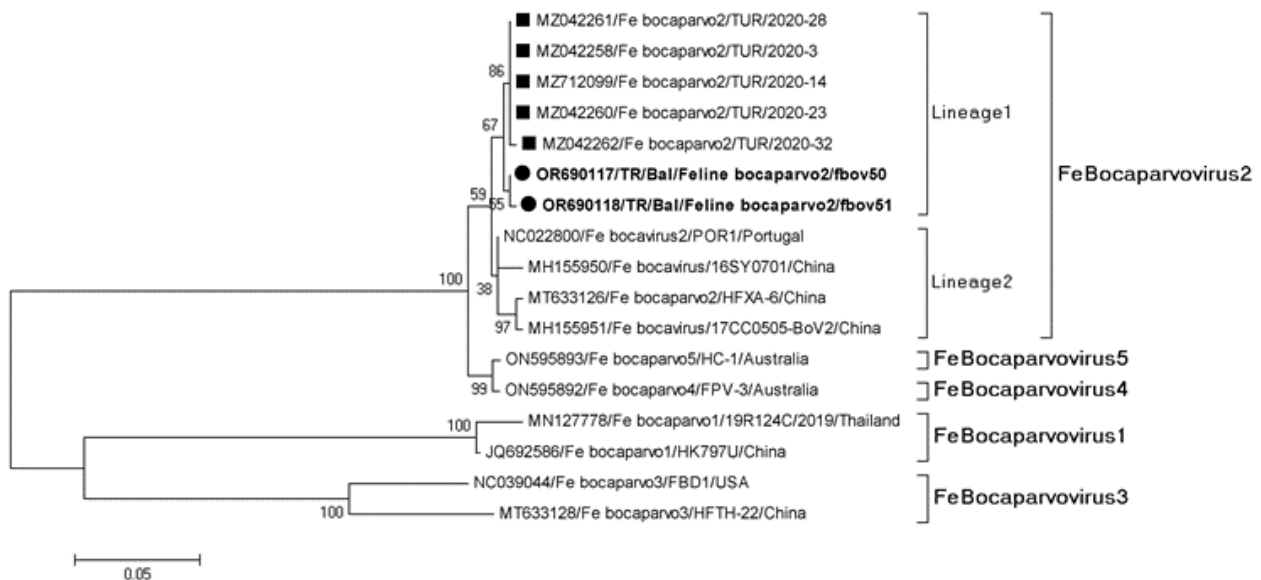 MZ042261/Fe bocaparvo2/TUR/2020-28
MZ042258/Fe bocaparvo2/TUR/2020-3
86
MZ712099/Fe bocaparvo2/TUR/2020-14
MZ042260/Fe bocaparvo2/TUR/2020-23
Lineage1
67
MZ042262/Fe bocaparvo2/TUR/2020-32
OR690117/TR/Bal/Feline bocaparvo2/fbov50
FeBocaparvovirus2
59
55
OR690118/TR/Bal/Feline bocaparvo2/fbov51
NC022800/Fe bocavirus2/POR1/Portugal
MH155950/Fe bocavirus/16SY0701/China
100
Lineage2
38
MT633126/Fe bocaparvo2/HFXA-6/China
97
MH155951/Fe bocavirus/17CC0505-BoV2/China
ON595893/Fe bocaparvo5/HC-1/Australia
FeBocaparvovirus5
99
ON595892/Fe bocaparvo4/FPV-3/Australia
FeBocaparvovirus4
MN127778/Fe bocaparvo1/19R124C/2019/Thailand
100
FeBocaparvovirus1
JQ692586/Fe bocaparvo1/HK797U/China
NC039044/Fe bocaparvo3/FBD1/USA
FeBocaparvovirus3
100
MT633128/Fe bocaparvo3/HFTH-22/China
0.05